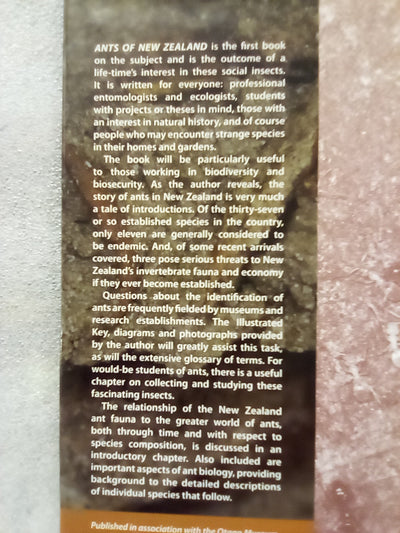 ANTS OF NEW ZEALAND is the first book
on the subject and is the outcome of a
life-time's interest in these social insects.
It is written for everyone: professional
entomologists and ecologists, students
with projects or theses in mind, those with
an interest in natural history, and of course
people who may encounter strange species
in their homes and gardens.
The book will be particularly useful
to those working in biodiversity and
biosecurity. As the author reveals, the
story of ants in New Zealand is very much
a tale of introductions. Of the thirty-seven
or so established species in the country,
only eleven are generally considered to
be endemic. And, of some recent arrivals
covered, three pose serious threats to New
Zealand's invertebrate fauna and economy
if they ever become established.
Questions about the identification of
ants are frequently fielded by museums and
research establishments. The Illustrated
Key, diagrams and photographs provided
by the author will greatly assist this task,
as will the extensive glossary of terms. For
would-be students of ants, there is a useful
chapter on collecting and studying these
fascinating insects.
The relationship of the New Zealand
ant fauna to the greater world of ants,
both through time and with respect to
species composition, is discussed in an
introductory chapter. Also included are
important aspects of ant biology, providing
background to the detailed descriptions
of individual species that follow.
Published in association with the Otago